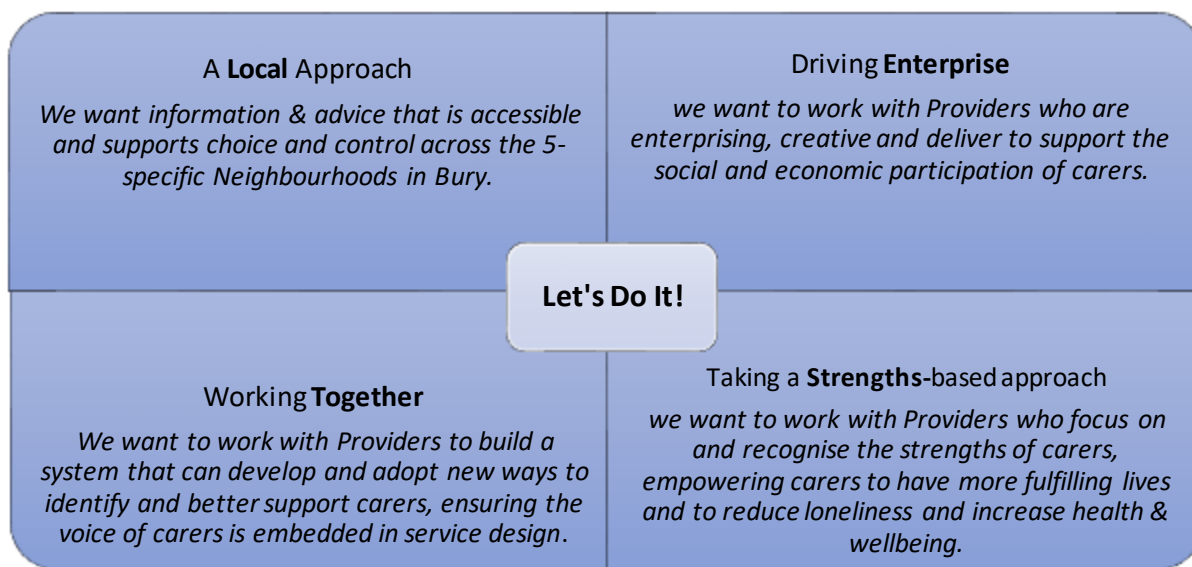 A Local Approach
We want information & advice that is accessible
and supports choice and control across the 5-
specific Neighbourhoods in Bury.
Driving Enterprise
we want to work with Providers who are
enterprising, creative and deliver to support the
social and economic participation of carers.
Let's Do It!
Working Together
We want to work with Providers to build a
system that can develop and adopt new ways to
identify and better support carers, ensuring the
voice of carers is embedded in service design.
Taking a Strengths-based approach
we want to work with Providers who focus on
and recognise the strengths of carers,
empowering carers to have more fulfilling lives
and to reduce loneliness and increase health &
wellbeing.